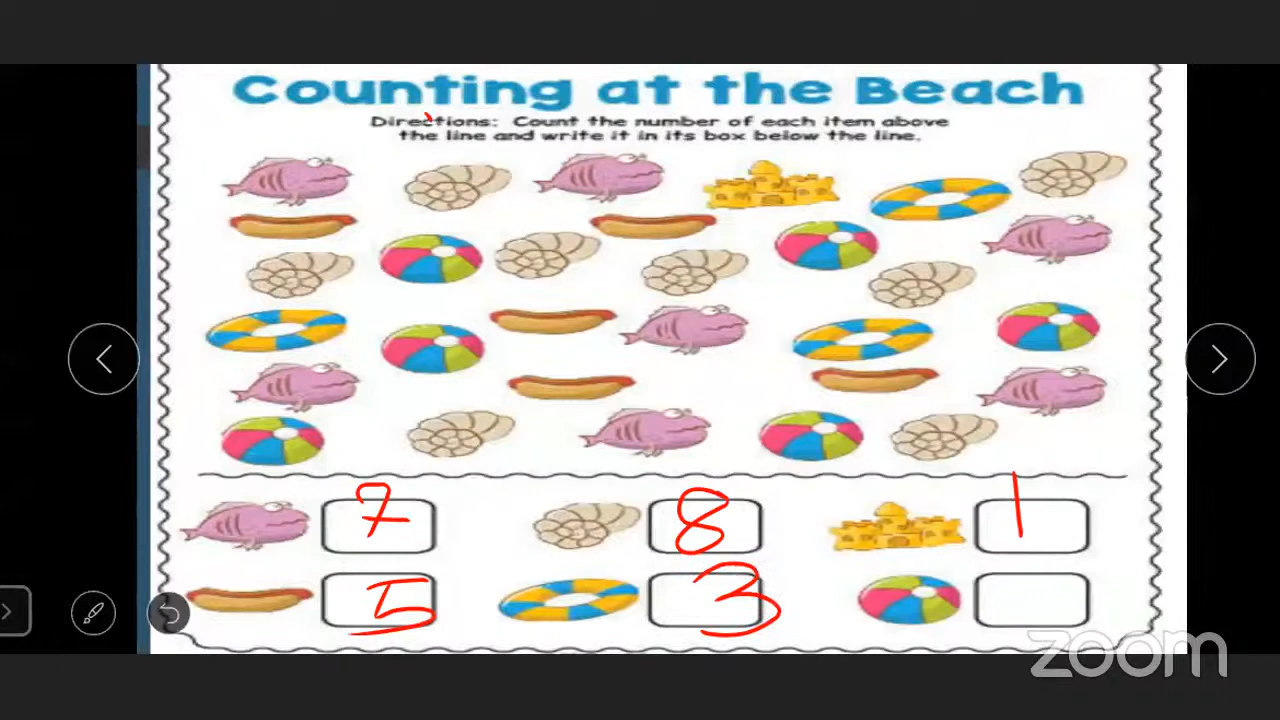 Counting at the Beach
Directions: Count the number of each item above
the line and write it in its box below the line.
7 8 1
5 3
zoom